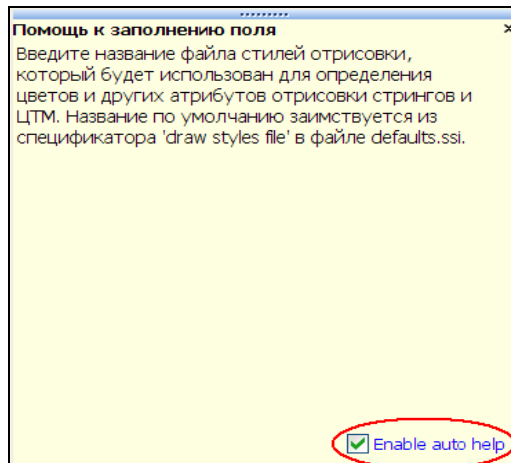 Помощь к заполнению поля
Введите название файла стилей отрисовки,
который будет использован для определения
цветов и других атрибутов отрисовки стрингов и
ЦТМ. Название по умолчанию заимствуется из
спецификатора 'draw styles file' в файле defaults.ssi.
Enable auto help